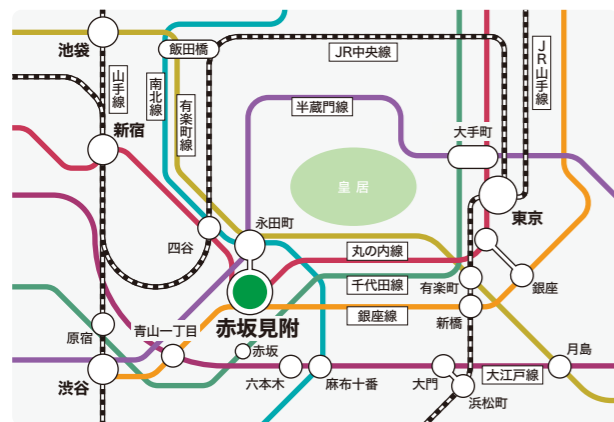 池袋
飯田橋
JR中央線
JR山手線
山手線
南北線
有楽町線
半蔵門線
新宿
大手町
皇居
東京
永田町
四谷
丸の内線
千代田線
有楽町
銀座
赤坂見附
銀座線
新橋
原宿
青山一丁目
赤坂
月島
渋谷
六本木
麻布十番
大門
大江戸線
浜松町